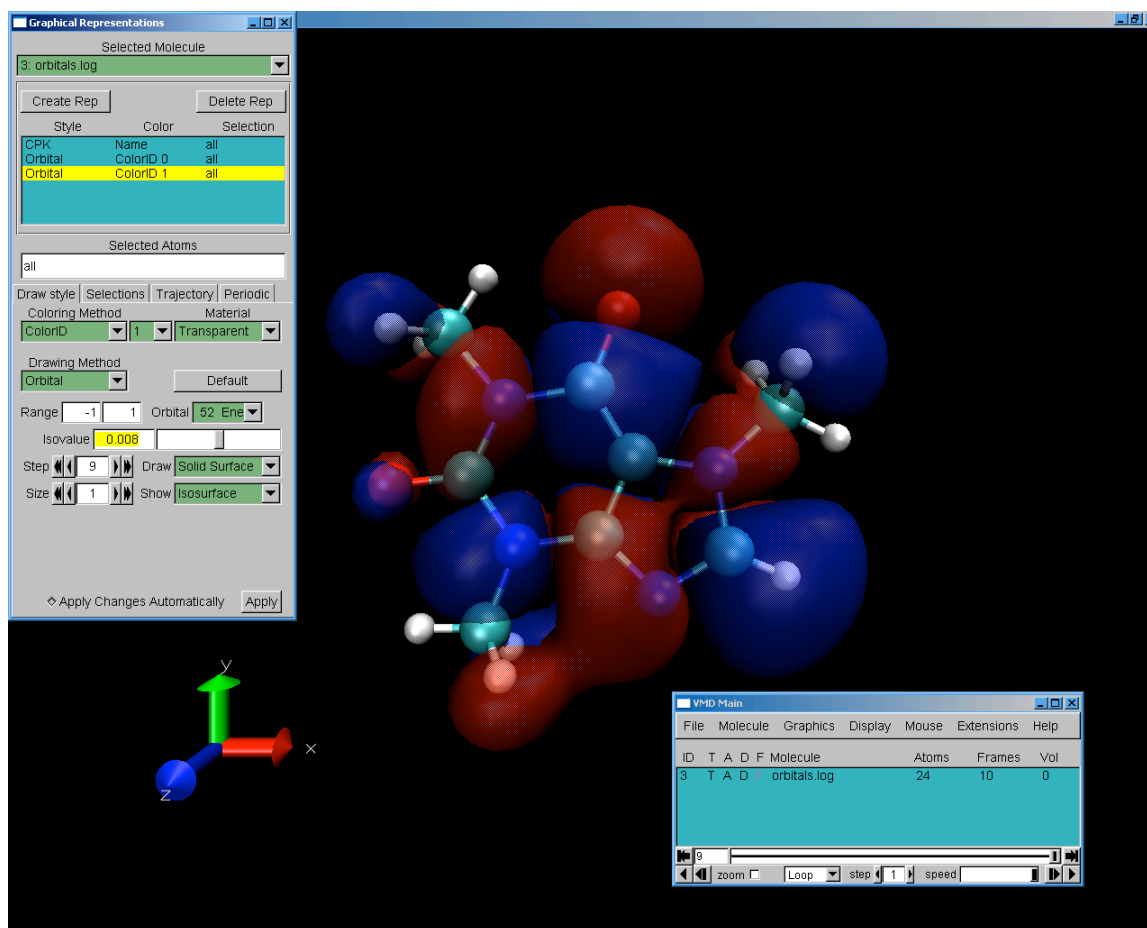 Graphical Representations
Selected Molecule
3: orbitals.log
Create Rep Delete Rep
Style Color Selection
CPK Name all
Orbital ColorID 0 all
Orbital ColorID 1 all
Selected Atoms
all
Draw style Selections Trajectory Periodic
Coloring Method Material
ColorID 1 Transparent
Drawing Method
Orbital Default
Range -1 1 Orbital 52 Ene
Isovalue 0.008
Step 9 Draw Solid Surface
Size 1 Show Isosurface
Apply Changes Automatically Apply
y
x
z
VMD Main
File Molecule Graphics Display Mouse Extensions Help
ID T A D F Molecule Atoms Frames Vol
3 T A D F orbitals.log 24 10 0
9
zoom Loop step 1 speed